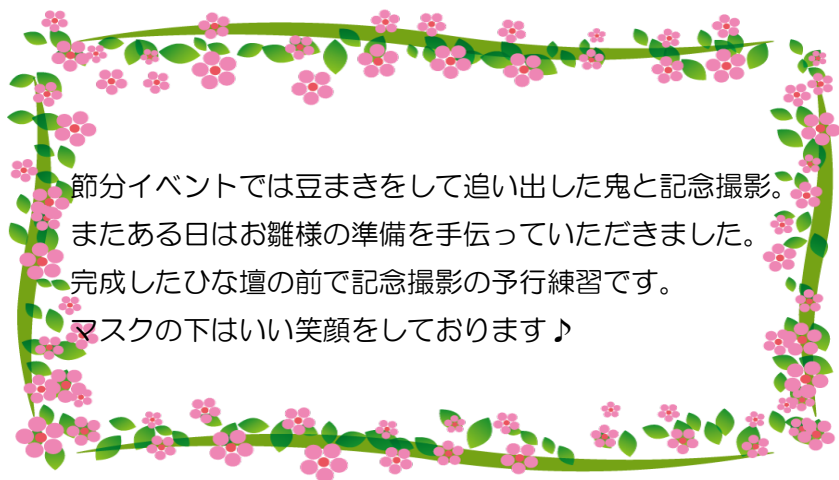 節分イベントでは豆まきをして追い出した鬼と記念撮影。
またある日はお雛様の準備を手伝っていただきました。
完成したひな壇の前で記念撮影の予行練習です。
マスクの下はいい笑顔をしております♪